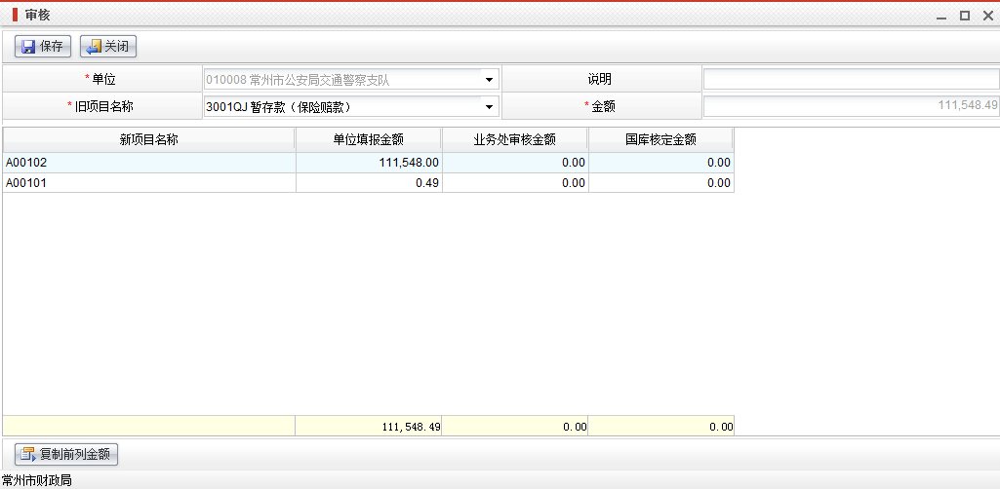 审核
保存 关闭
*单位 010008 常州市公安局交通警察支队 说明
*旧项目名称 3001QJ 暂存款（保险赔款） *金额 111,548.49
新项目名称 单位填报金额 业务处审核金额 国库核定金额
A00102 111,548.00 0.00 0.00
A00101 0.49 0.00 0.00
111,548.49 0.00 0.00
复制前列金额
常州市财政局